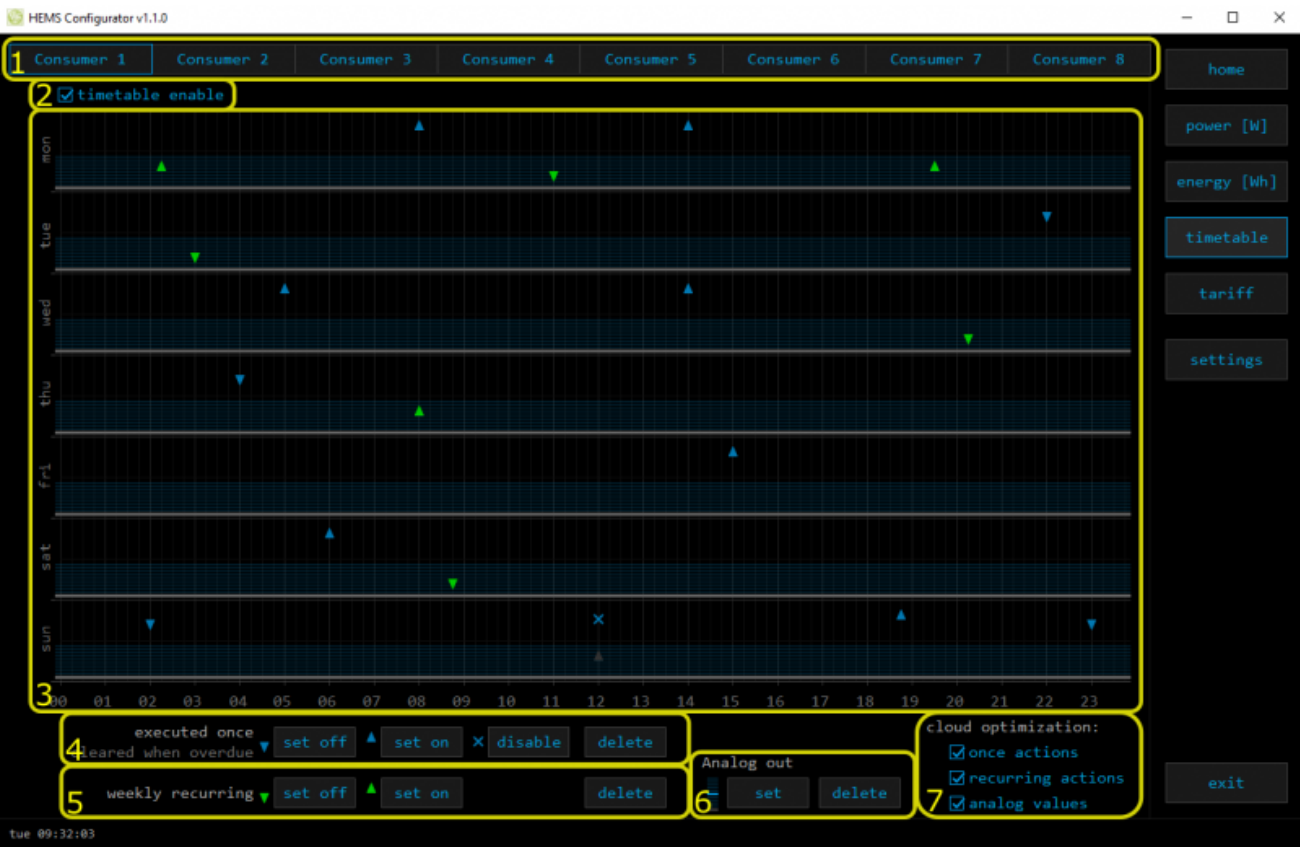 HEMS Configurator v1.1.0
1 Consumer 1 Consumer 2 Consumer 3 Consumer 4 Consumer 5 Consumer 6 Consumer 7 Consumer 8
home
2 timetable enable
power [W]
energy [Wh]
timetable
tariff
settings
mon
tue
wed
thu
fri
sat
sun
3
00 01 02 03 04 05 06 07 08 09 10 11 12 13 14 15 16 17 18 19 20 21 22 23
4
executed once
leared when overdue
set off set on disable delete
5 weekly recurring set off set on delete
Analog out
6 set delete
cloud optimization:
once actions
recurring actions
7 analog values
exit
tue 09:32:03